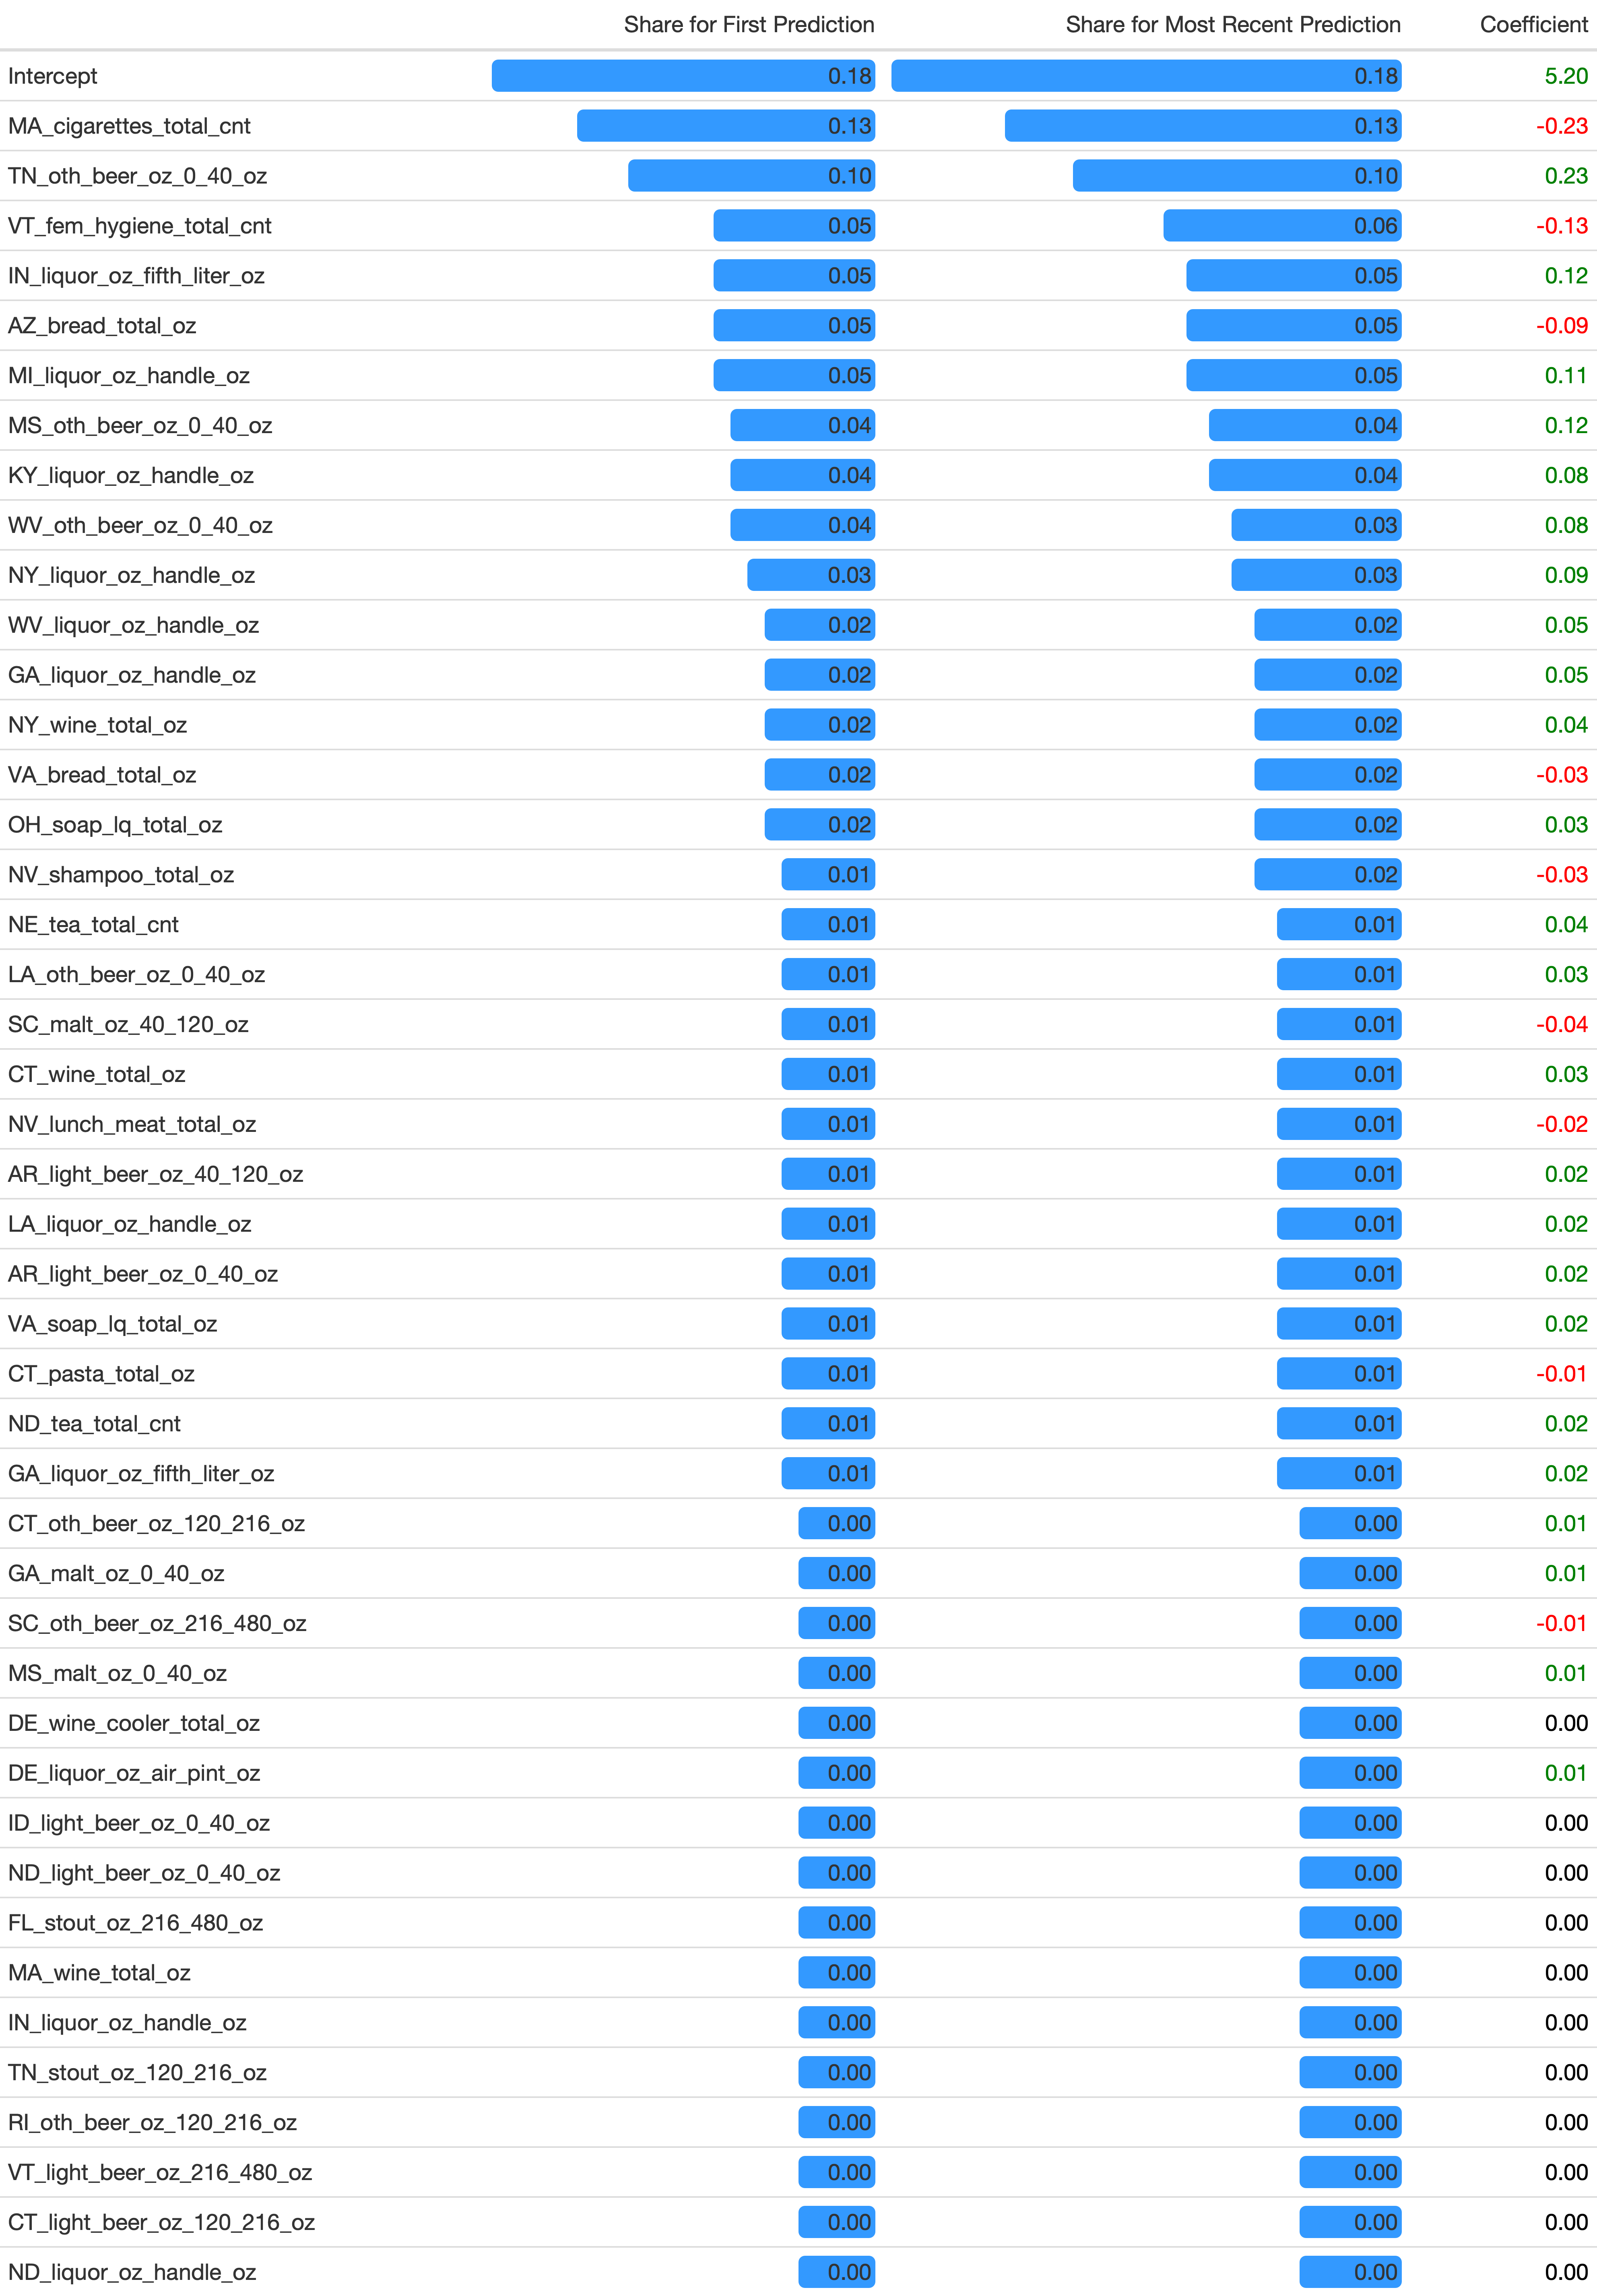 Share for First Prediction Share for Most Recent Prediction Coefficient
Intercept 0.18 0.18 5.20
MA_cigarettes_total_cnt 0.13 0.13 -0.23
TN_oth_beer_oz_0_40_oz 0.10 0.10 0.23
VT_fem_hygiene_total_cnt 0.05 0.06 -0.13
IN_liquor_oz_fifth_liter_oz 0.05 0.05 0.12
AZ_bread_total_oz 0.05 0.05 -0.09
MI_liquor_oz_handle_oz 0.05 0.05 0.11
MS_oth_beer_oz_0_40_oz 0.04 0.04 0.12
KY_liquor_oz_handle_oz 0.04 0.04 0.08
WV_oth_beer_oz_0_40_oz 0.04 0.03 0.08
NY_liquor_oz_handle_oz 0.03 0.03 0.09
WV_liquor_oz_handle_oz 0.02 0.02 0.05
GA_liquor_oz_handle_oz 0.02 0.02 0.05
NY_wine_total_oz 0.02 0.02 0.04
VA_bread_total_oz 0.02 0.02 -0.03
OH_soap_lq_total_oz 0.02 0.02 0.03
NV_shampoo_total_oz 0.01 0.02 -0.03
NE_tea_total_cnt 0.01 0.01 0.04
LA_oth_beer_oz_0_40_oz 0.01 0.01 0.03
SC_malt_oz_40_120_oz 0.01 0.01 -0.04
CT_wine_total_oz 0.01 0.01 0.03
NV_lunch_meat_total_oz 0.01 0.01 -0.02
AR_light_beer_oz_40_120_oz 0.01 0.01 0.02
LA_liquor_oz_handle_oz 0.01 0.01 0.02
AR_light_beer_oz_0_40_oz 0.01 0.01 0.02
VA_soap_lq_total_oz 0.01 0.01 0.02
CT_pasta_total_oz 0.01 0.01 -0.01
ND_tea_total_cnt 0.01 0.01 0.02
GA_liquor_oz_fifth_liter_oz 0.01 0.01 0.02
CT_oth_beer_oz_120_216_oz 0.00 0.00 0.01
GA_malt_oz_0_40_oz 0.00 0.00 0.01
SC_oth_beer_oz_216_480_oz 0.00 0.00 -0.01
MS_malt_oz_0_40_oz 0.00 0.00 0.01
DE_wine_cooler_total_oz 0.00 0.00 0.00
DE_liquor_oz_air_pint_oz 0.00 0.00 0.01
ID_light_beer_oz_0_40_oz 0.00 0.00 0.00
ND_light_beer_oz_0_40_oz 0.00 0.00 0.00
FL_stout_oz_216_480_oz 0.00 0.00 0.00
MA_wine_total_oz 0.00 0.00 0.00
IN_liquor_oz_handle_oz 0.00 0.00 0.00
TN_stout_oz_120_216_oz 0.00 0.00 0.00
RI_oth_beer_oz_120_216_oz 0.00 0.00 0.00
VT_light_beer_oz_216_480_oz 0.00 0.00 0.00
CT_light_beer_oz_120_216_oz 0.00 0.00 0.00
ND_liquor_oz_handle_oz 0.00 0.00 0.00